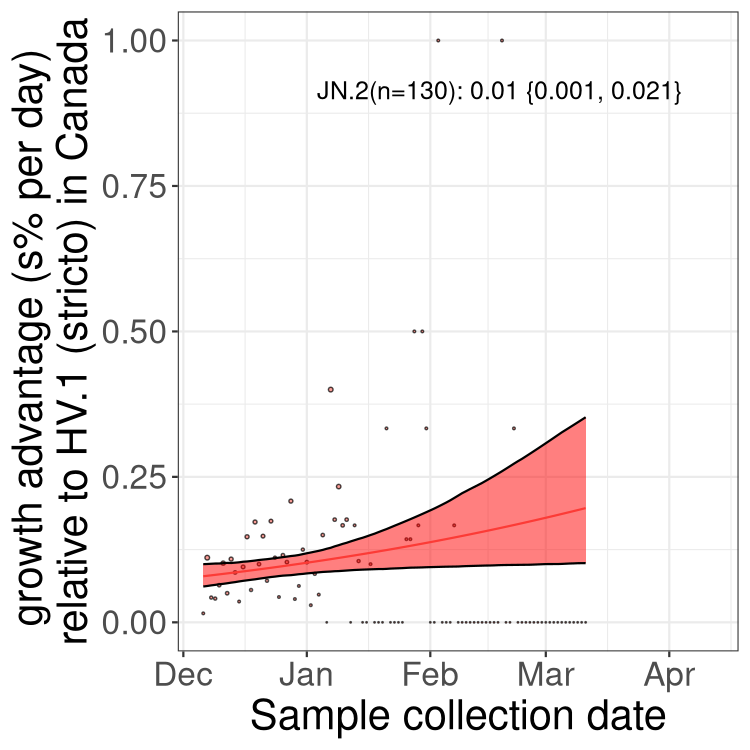 growth advantage (s% per day)
relative to HV.1 (stricto) in Canada
1.00
0.75
0.50
0.25
0.00
JN.2(n=130): 0.01 {0.001, 0.021}
Dec Jan Feb Mar Apr
Sample collection date